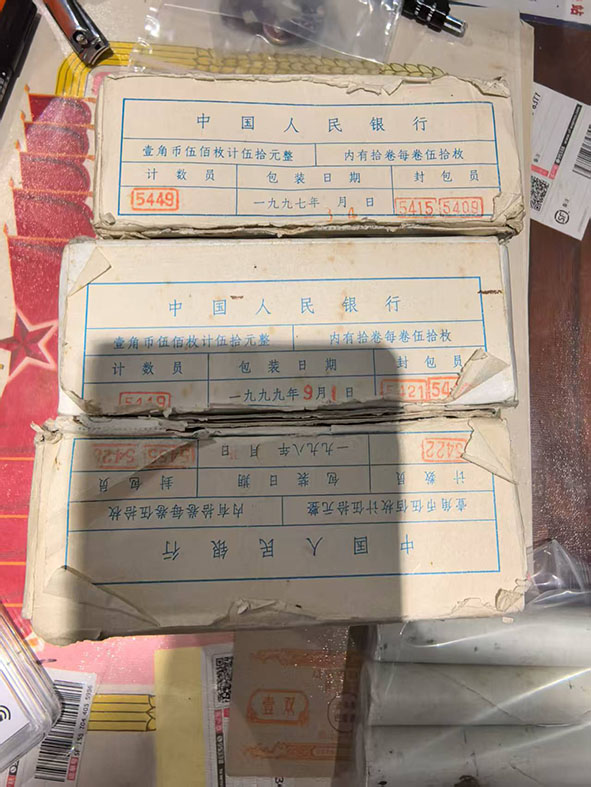 中国人民银行
壹角币伍佰枚计伍拾元整 内有拾卷每卷伍拾枚
计数员 包装日期 封包员
5449 一九九七年 月 日 5415 5409
中国人民银行
壹角币伍佰枚计伍拾元整 内有拾卷每卷伍拾枚
计数员 包装日期 封包员
5449 一九九九年9月1日 5421
中国人民银行
壹角币伍佰枚计伍拾元整 内有拾卷每卷伍拾枚
计数员 包装日期 封包员
5422 一九九八年 月 日
壹双
站